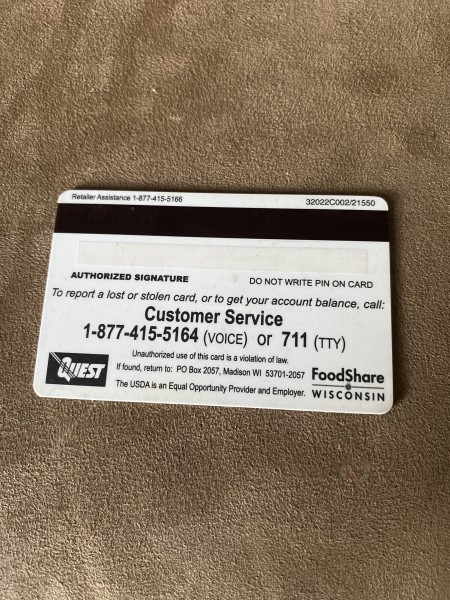 Retailer Assistance 1-877-415-5166 32022C002/21550
AUTHORIZED SIGNATURE DO NOT WRITE PIN ON CARD
To report a lost or stolen card, or to get your account balance, call:
Customer Service
1-877-415-5164 (VOICE) or 711 (TTY)
Unauthorized use of this card is a violation of law.
If found, return to: PO Box 2057, Madison WI 53701-2057
The USDA is an Equal Opportunity Provider and Employer.
QUEST
FoodShare
WISCONSIN